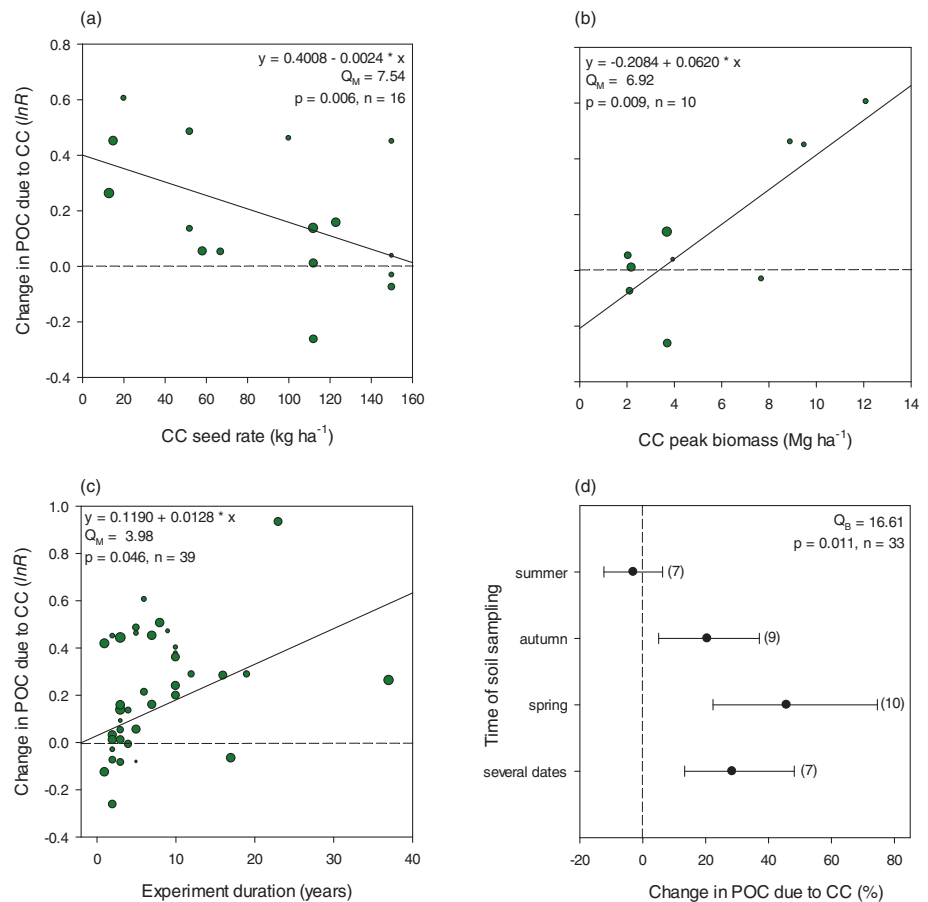 (a)
y = 0.4008 - 0.0024 * x
Q_M = 7.54
p = 0.006, n = 16
0.8
0.6
0.4
0.2
0.0
-0.2
-0.4
Change in POC due to CC (lnR)
0 20 40 60 80 100 120 140 160
CC seed rate (kg ha⁻¹)
(b)
y = -0.2084 + 0.0620 * x
Q_M = 6.92
p = 0.009, n = 10
0 2 4 6 8 10 12 14
CC peak biomass (Mg ha⁻¹)
(c)
y = 0.1190 + 0.0128 * x
Q_M = 3.98
p = 0.046, n = 39
1.0
0.8
0.6
0.4
0.2
0.0
-0.2
-0.4
Change in POC due to CC (lnR)
0 10 20 30 40
Experiment duration (years)
(d)
Q_B = 16.61
p = 0.011, n = 33
Time of soil sampling
summer (7)
autumn (9)
spring (10)
several dates (7)
-20 0 20 40 60 80
Change in POC due to CC (%)